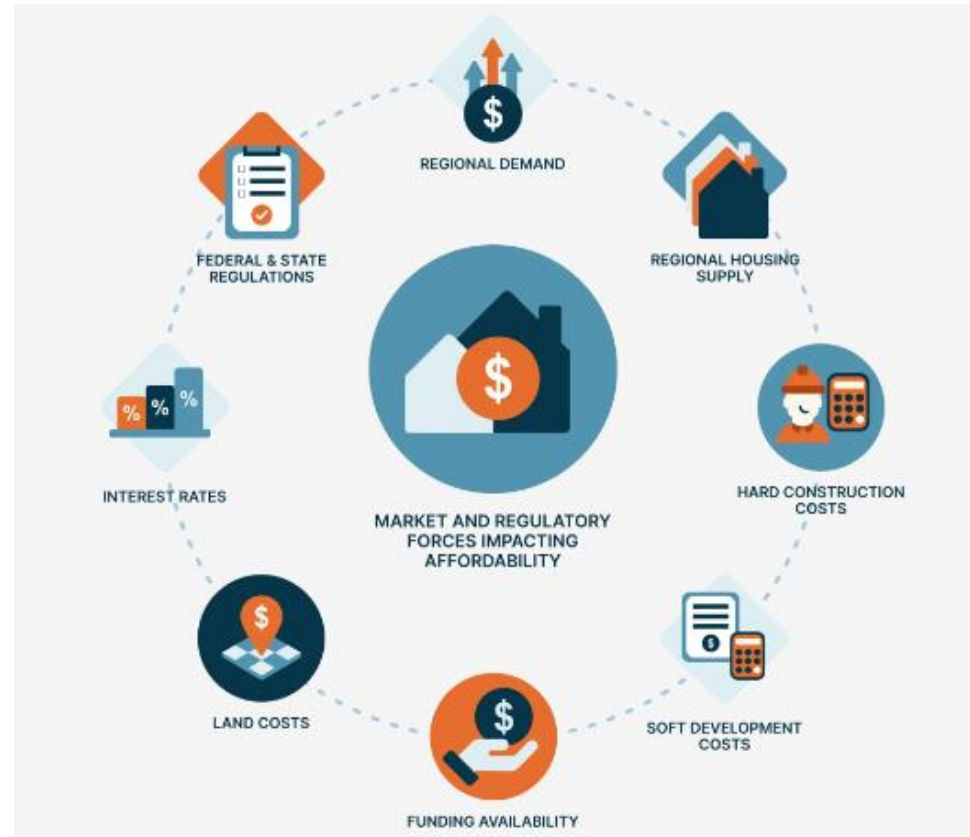 $
REGIONAL DEMAND
FEDERAL & STATE
REGULATIONS
REGIONAL HOUSING
SUPPLY
% % %
INTEREST RATES
$
MARKET AND REGULATORY
FORCES IMPACTING
AFFORDABILITY
HARD CONSTRUCTION
COSTS
$
LAND COSTS
$
SOFT DEVELOPMENT
COSTS
$
FUNDING AVAILABILITY